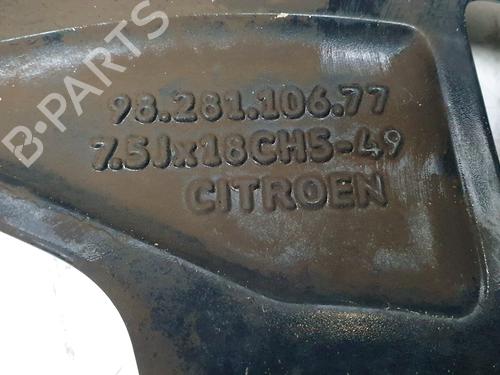 B-PARTS
98.281.106.77
7.5Jx18CH5-49
CITROEN